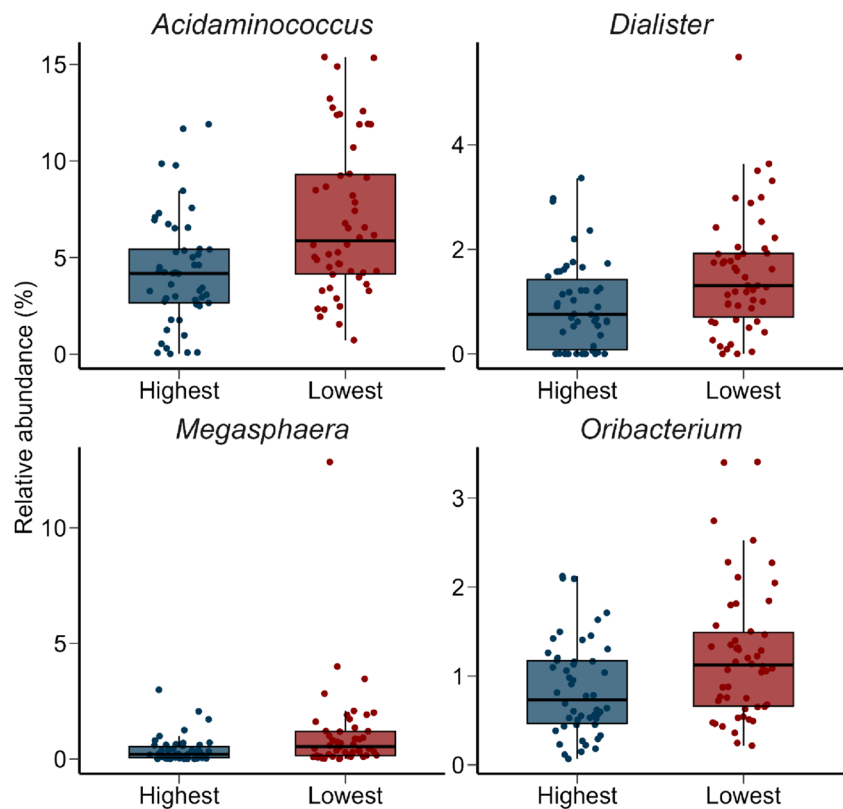 Acidaminococcus
Dialister
Relative abundance (%)
15
10
5
0
Highest
Lowest
4
2
0
Highest
Lowest
Megasphaera
Oribacterium
10
5
0
Highest
Lowest
3
2
1
0
Highest
Lowest